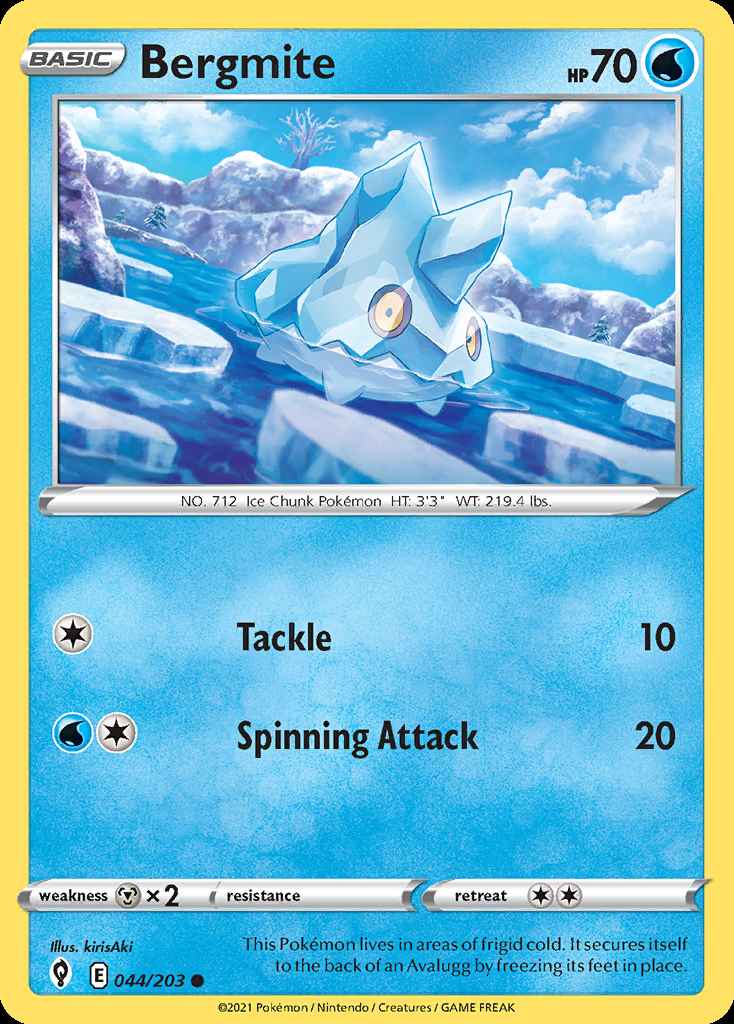 BASIC Bergmite HP 70
NO. 712 Ice Chunk Pokémon HT: 3'3" WT: 219.4 lbs.
Tackle 10
Spinning Attack 20
weakness ×2 resistance retreat
Illus. kirisAki
This Pokémon lives in areas of frigid cold. It secures itself
to the back of an Avalugg by freezing its feet in place.
E 044/203
©2021 Pokémon / Nintendo / Creatures / GAME FREAK